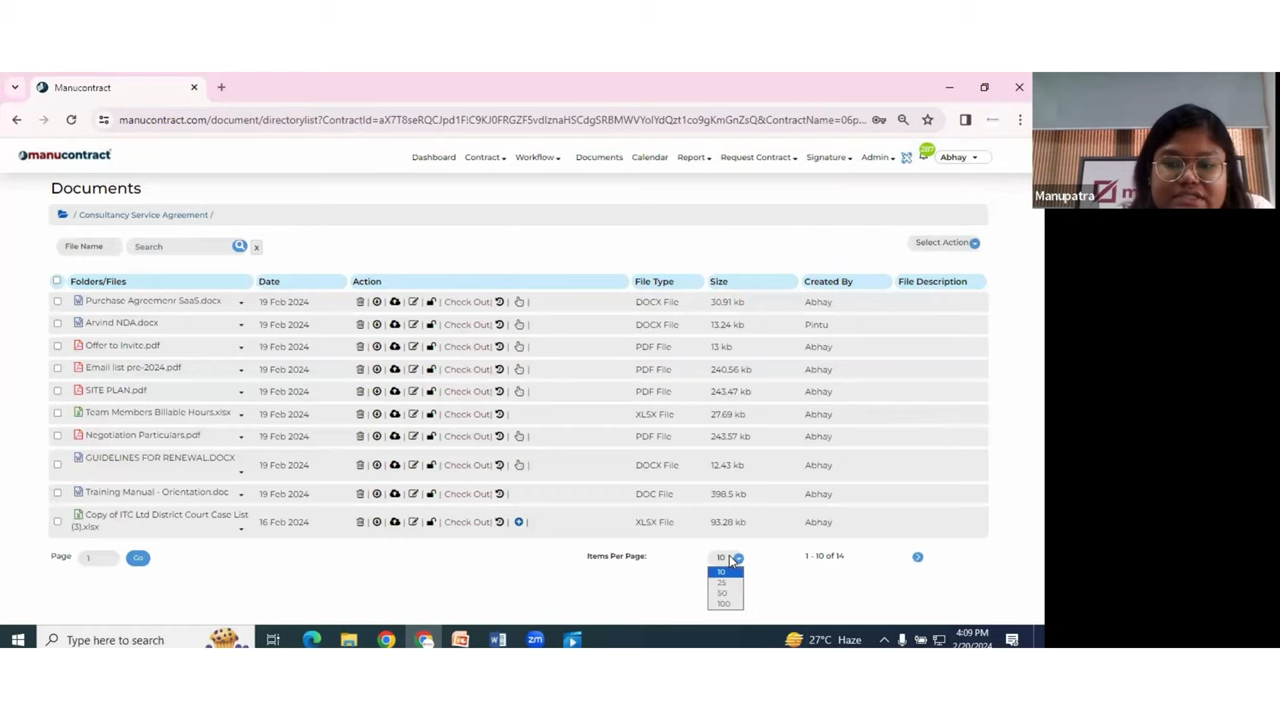 Manucontract
manucontract.com/document/directorylist?ContractId=aX7T8seRQCJpd1FIC9KJ0FRGZF5vdIznaHSCdgSRBMWVYolYdQzt1co9gKmGnZsQ&ContractName=06p...
manucontract
Dashboard Contract Workflow Documents Calendar Report Request Contract Signature Admin 287 Abhay
Manupatra
Documents
/ Consultancy Service Agreement /
File Name Search x Select Action
Folders/Files Date Action File Type Size Created By File Description
Purchase Agreement SaaS.docx 19 Feb 2024 | | | | Check Out| | | DOCX File 30.91 kb Abhay
Arvind NDA.docx 19 Feb 2024 | | | | Check Out| | | DOCX File 13.24 kb Pintu
Offer to Invite.pdf 19 Feb 2024 | | | | Check Out| | | PDF File 13 kb Abhay
Email list pre-2024.pdf 19 Feb 2024 | | | | Check Out| | | PDF File 240.56 kb Abhay
SITE PLAN.pdf 19 Feb 2024 | | | | Check Out| | | PDF File 243.47 kb Abhay
Team Members Billable Hours.xlsx 19 Feb 2024 | | | | Check Out| | XLSX File 27.69 kb Abhay
Negotiation Particulars.pdf 19 Feb 2024 | | | | Check Out| | | PDF File 243.57 kb Abhay
GUIDELINES FOR RENEWAL.DOCX 19 Feb 2024 | | | | Check Out| | | DOCX File 12.43 kb Abhay
Training Manual - Orientation.doc 19 Feb 2024 | | | | Check Out| | DOC File 398.5 kb Abhay
Copy of ITC Ltd District Court Case List
(3).xlsx 16 Feb 2024 | | | | Check Out| | | XLSX File 93.28 kb Abhay
Page 1 Go Items Per Page: 10 1 - 10 of 14
10
25
50
100
Type here to search 27°C Haze 4:09 PM
2/20/2024